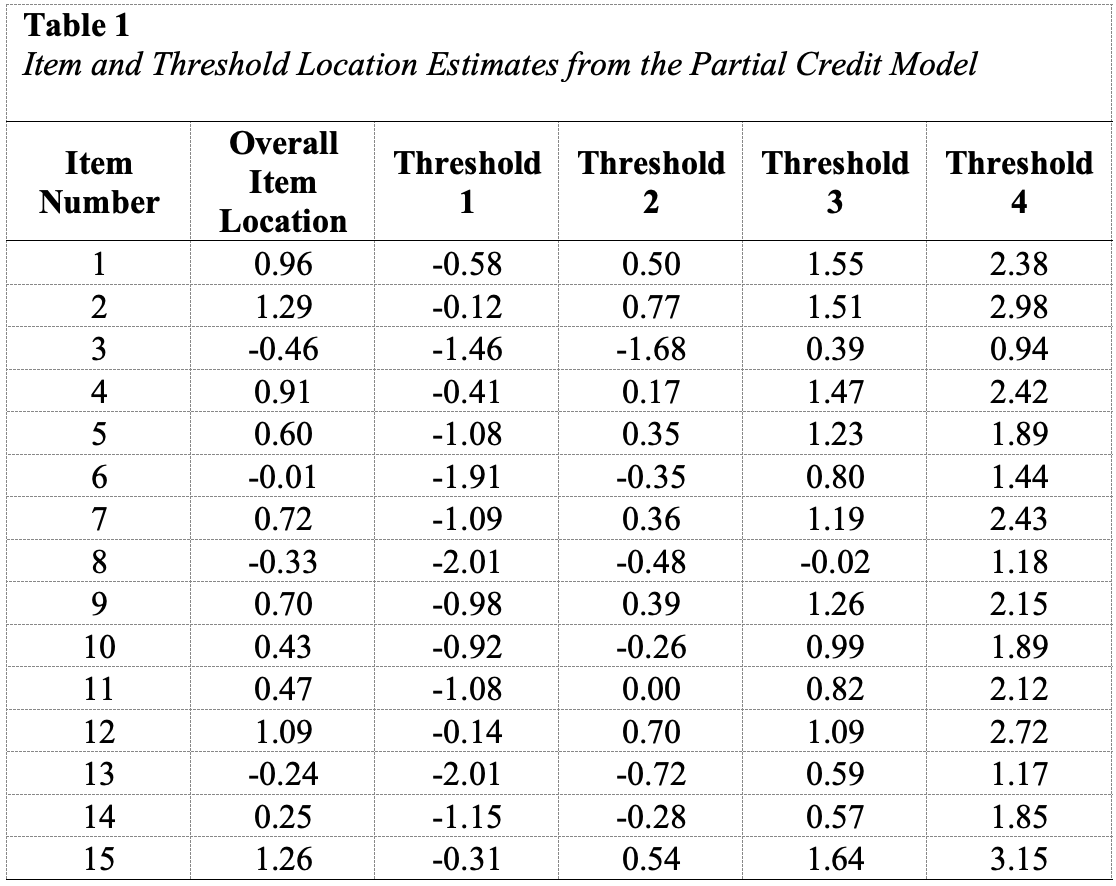 Table 1
Item and Threshold Location Estimates from the Partial Credit Model
Item Number Overall Item Location Threshold 1 Threshold 2 Threshold 3 Threshold 4
1 0.96 -0.58 0.50 1.55 2.38
2 1.29 -0.12 0.77 1.51 2.98
3 -0.46 -1.46 -1.68 0.39 0.94
4 0.91 -0.41 0.17 1.47 2.42
5 0.60 -1.08 0.35 1.23 1.89
6 -0.01 -1.91 -0.35 0.80 1.44
7 0.72 -1.09 0.36 1.19 2.43
8 -0.33 -2.01 -0.48 -0.02 1.18
9 0.70 -0.98 0.39 1.26 2.15
10 0.43 -0.92 -0.26 0.99 1.89
11 0.47 -1.08 0.00 0.82 2.12
12 1.09 -0.14 0.70 1.09 2.72
13 -0.24 -2.01 -0.72 0.59 1.17
14 0.25 -1.15 -0.28 0.57 1.85
15 1.26 -0.31 0.54 1.64 3.15